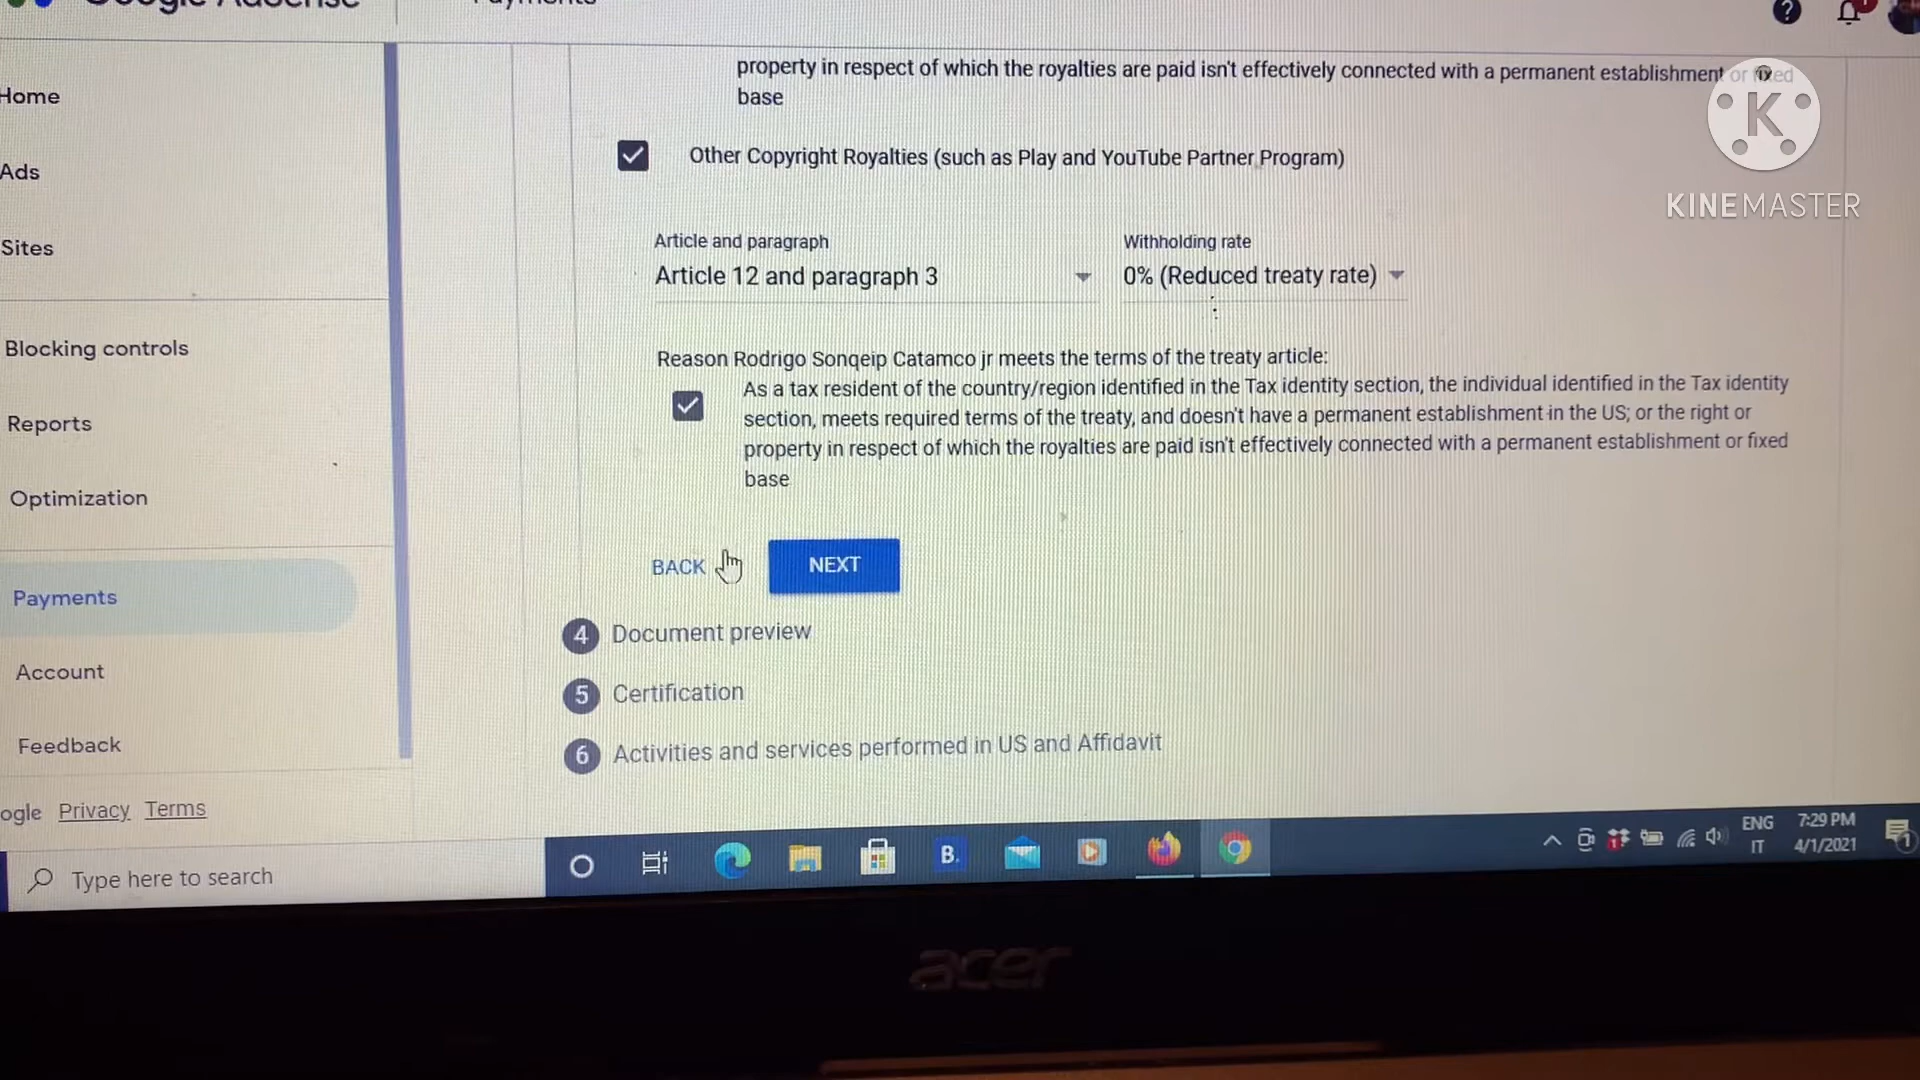 Google AdSense
Payments
property in respect of which the royalties are paid isn't effectively connected with a permanent establishment or fixed
base
Home
Ads
Sites
Blocking controls
Reports
Optimization
Payments
Account
Feedback
ogle Privacy Terms
Other Copyright Royalties (such as Play and YouTube Partner Program)
K
KINEMASTER
Article and paragraph
Withholding rate
Article 12 and paragraph 3
0% (Reduced treaty rate)
Reason Rodrigo Sonqeip Catamco jr meets the terms of the treaty article:
As a tax resident of the country/region identified in the Tax identity section, the individual identified in the Tax identity
section, meets required terms of the treaty, and doesn't have a permanent establishment in the US; or the right or
property in respect of which the royalties are paid isn't effectively connected with a permanent establishment or fixed
base
BACK
NEXT
4 Document preview
5 Certification
6 Activities and services performed in US and Affidavit
Type here to search
B.
ENG
IT
7:29 PM
4/1/2021
1
acer